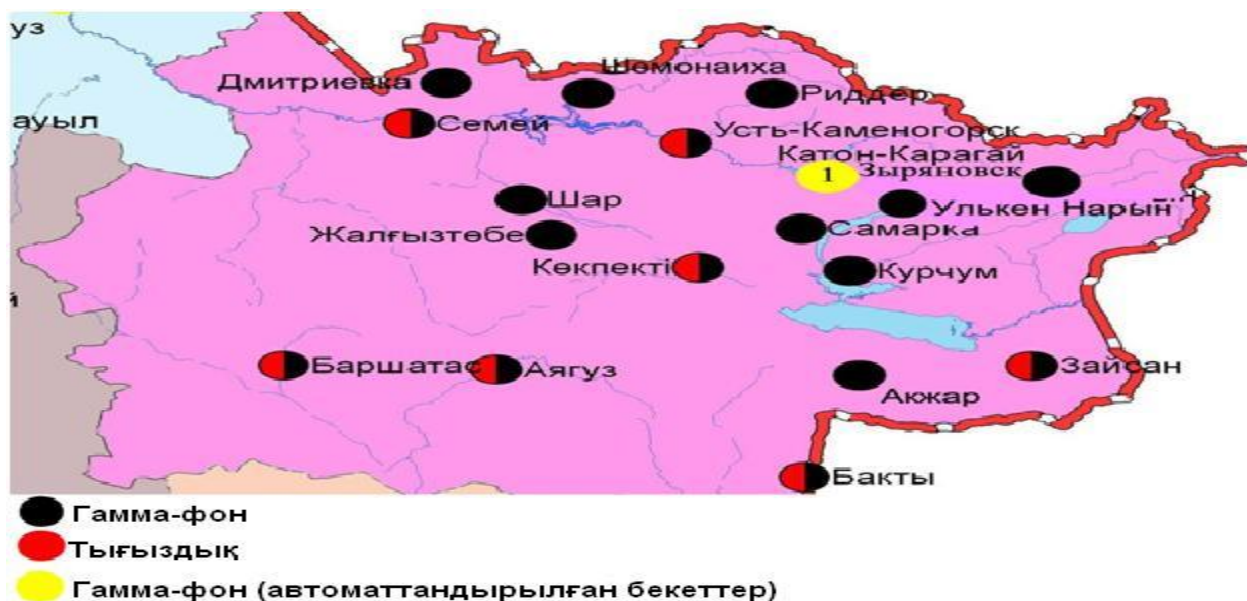 уз
Шемонаиха
Дмитриевка
Риддер
ауыл
Семей
Усть-Каменогорск
Катон-Карагай
1
Зыряновск
Шар
Улькен Нарын
Жалғызтөбе
Самарка
Көкпекті
Курчум
й
Баршатас
Аягуз
Зайсан
Акжар
Бакты
Гамма-фон
Тығыздық
Гамма-фон (автоматтандырылған бекеттер)